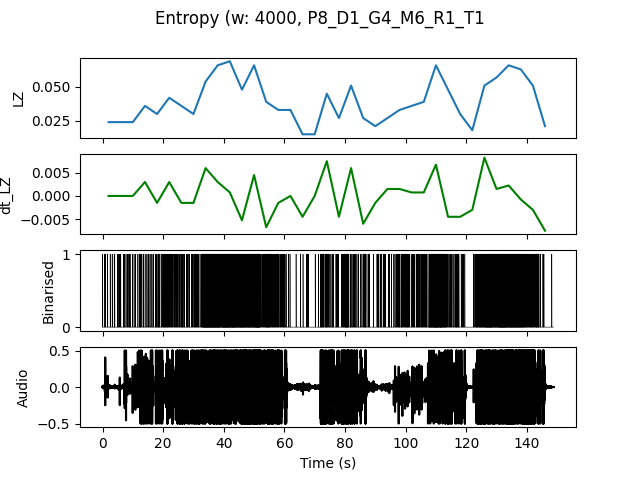 Entropy (w: 4000, P8_D1_G4_M6_R1_T1
LZ
0.050
0.025
dt_LZ
0.005
0.000
−0.005
Binarised
1
0
Audio
0.5
0.0
−0.5
0 20 40 60 80 100 120 140
Time (s)